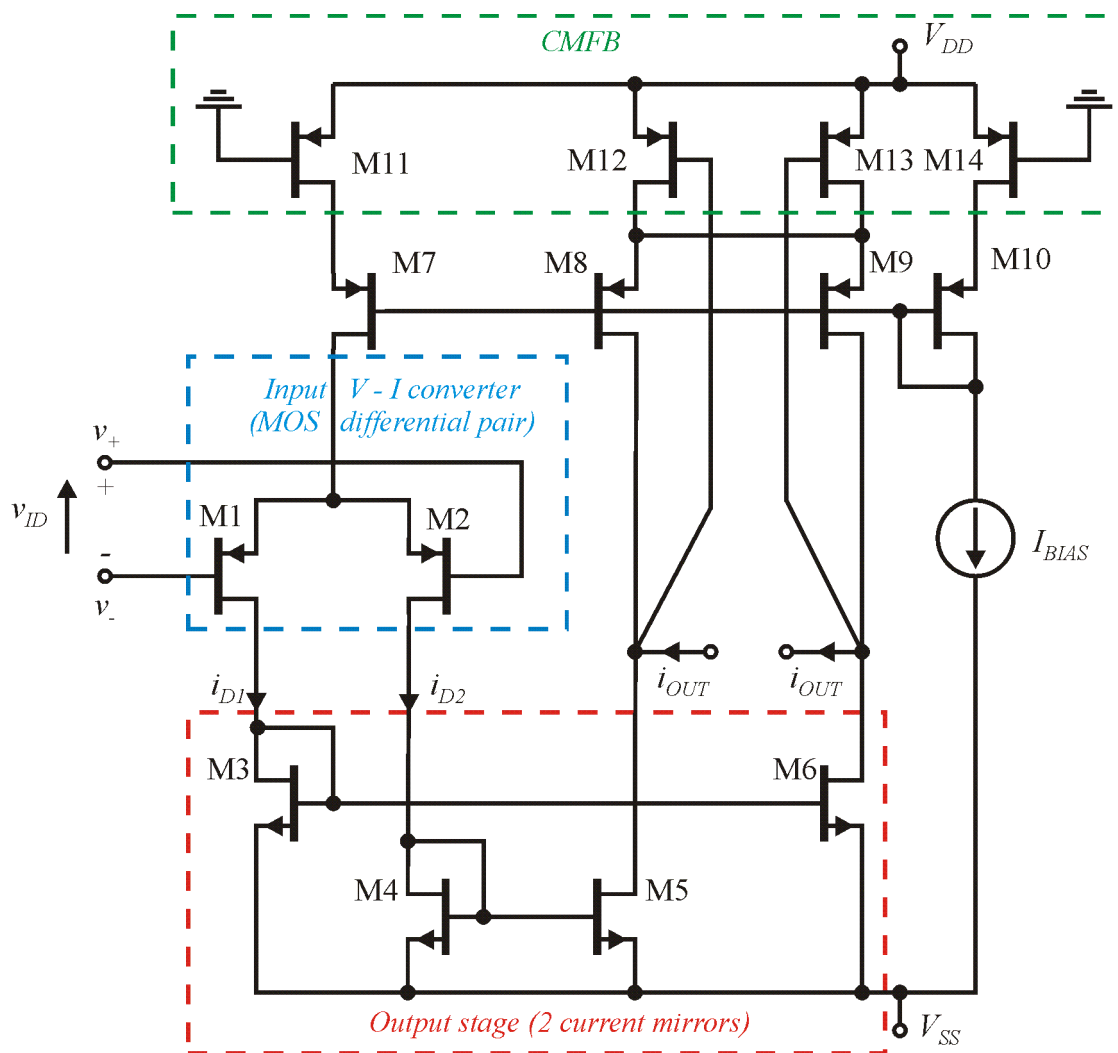 CMFB
V_DD
M11
M12
M13
M14
M7
M8
M9
M10
Input V - I converter
(MOS differential pair)
v_+
+
v_ID
M1
M2
I_BIAS
-
v_-
i_D1
i_D2
i_OUT
i_OUT
M3
M6
M4
M5
Output stage (2 current mirrors)
V_SS